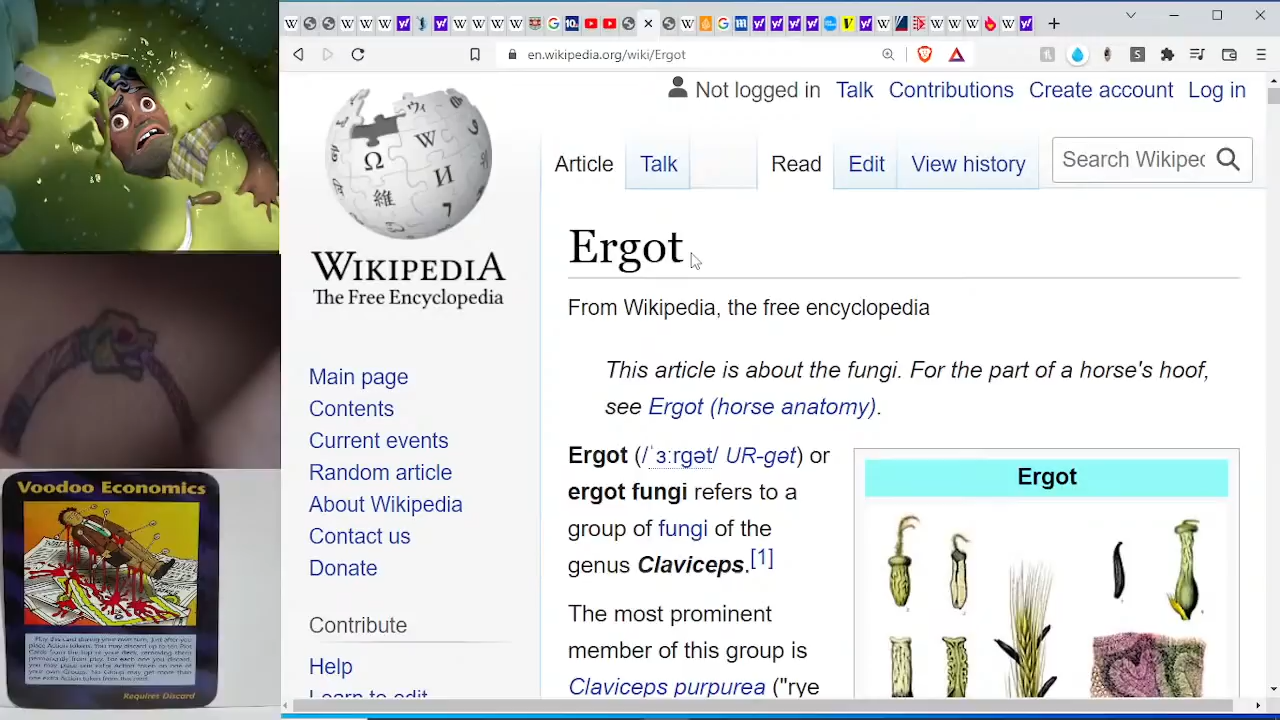 en.wikipedia.org/wiki/Ergot
Not logged in Talk Contributions Create account Log in
WIKIPEDIA
The Free Encyclopedia
Article Talk Read Edit View history Search Wikipec
Ergot
From Wikipedia, the free encyclopedia
This article is about the fungi. For the part of a horse's hoof,
see Ergot (horse anatomy).
Ergot (/ˈɜːrɡət/ UR-gət) or
ergot fungi refers to a
group of fungi of the
genus Claviceps.[1]
The most prominent
member of this group is
Claviceps purpurea ("rye
Ergot
Main page
Contents
Current events
Random article
About Wikipedia
Contact us
Donate
Contribute
Help
Learn to edit
Voodoo Economics
Requires Discard